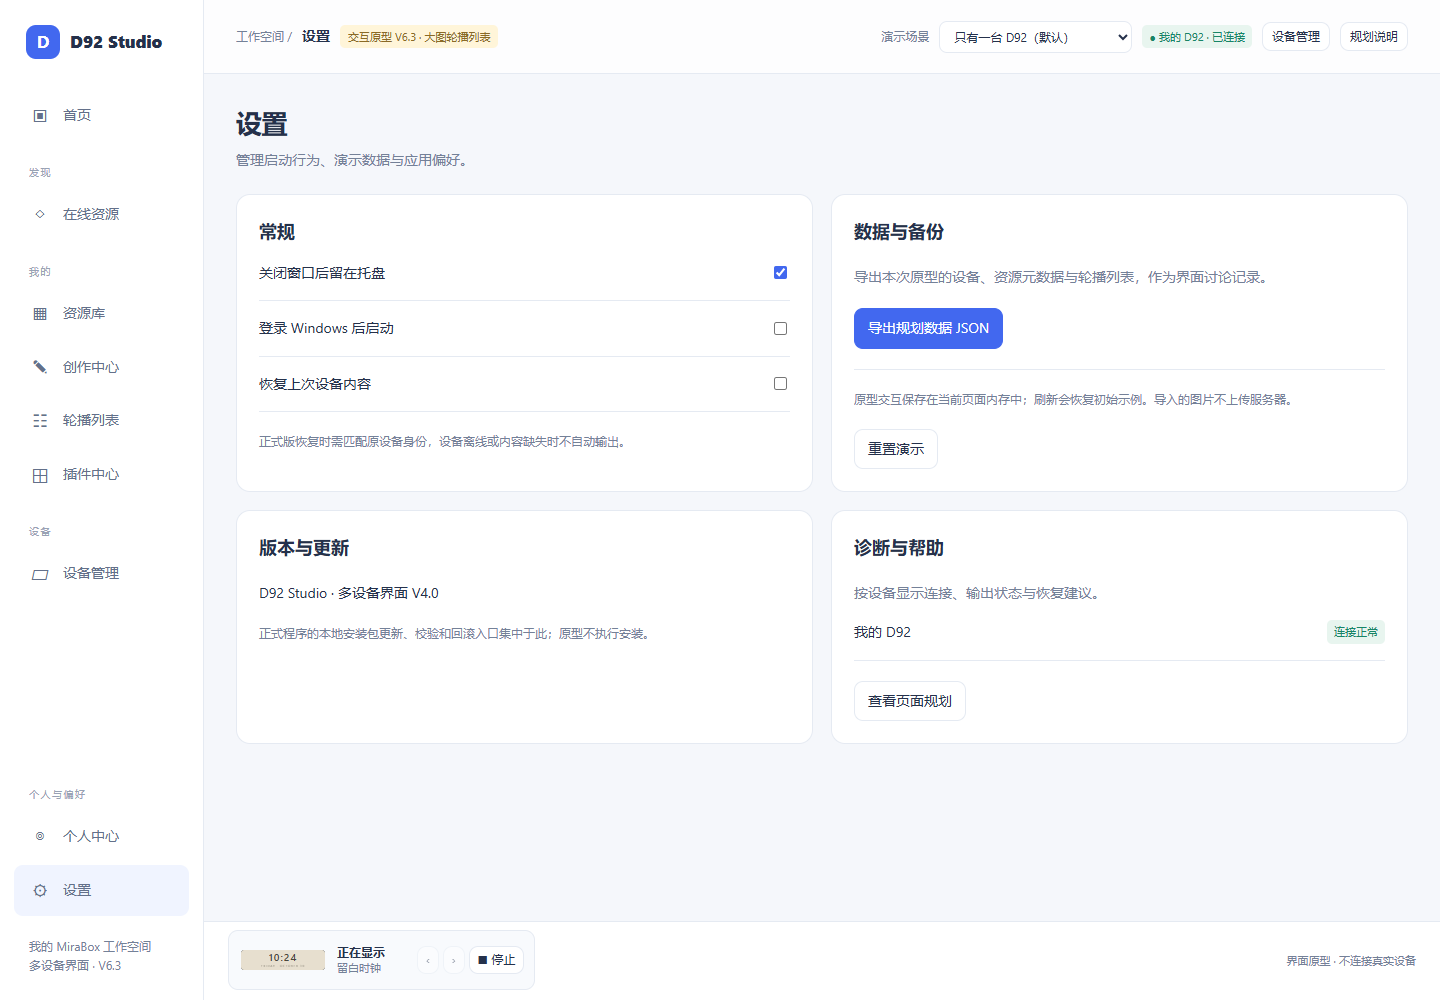 D D92 Studio
首页
发现
在线资源
我的
资源库
创作中心
轮播列表
插件中心
设备
设备管理
个人与偏好
个人中心
设置
我的 MiraBox 工作空间
多设备界面 · V6.3
工作空间 / 设置 交互原型 V6.3 · 大图轮播列表
演示场景 只有一台 D92（默认） ● 我的 D92 · 已连接 设备管理 规划说明
设置
管理启动行为、演示数据与应用偏好。
常规
关闭窗口后留在托盘
登录 Windows 后启动
恢复上次设备内容
正式版恢复时需匹配原设备身份，设备离线或内容缺失时不自动输出。
数据与备份
导出本次原型的设备、资源元数据与轮播列表，作为界面讨论记录。
导出规划数据 JSON
原型交互保存在当前页面内存中；刷新会恢复初始示例。导入的图片不上传服务器。
重置演示
版本与更新
D92 Studio · 多设备界面 V4.0
正式程序的本地安装包更新、校验和回滚入口集中于此；原型不执行安装。
诊断与帮助
按设备显示连接、输出状态与恢复建议。
我的 D92 连接正常
查看页面规划
10:24
正在显示
留白时钟
‹ › ■ 停止
界面原型 · 不连接真实设备